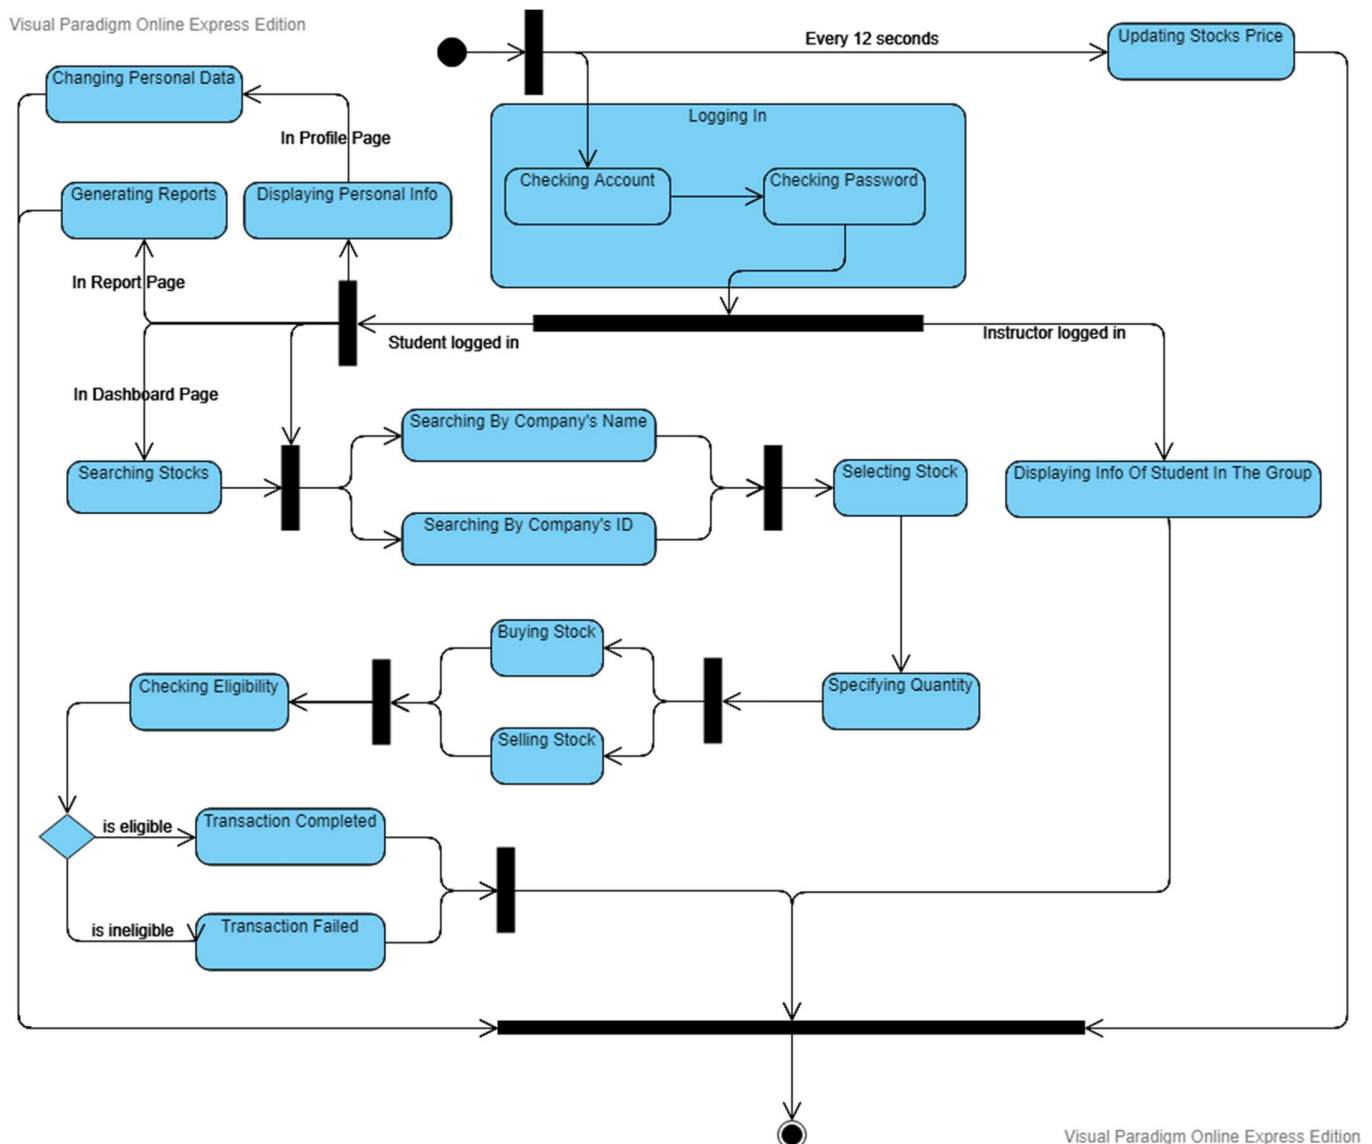 Visual Paradigm Online Express Edition
Every 12 seconds
Updating Stocks Price
Changing Personal Data
Logging In
In Profile Page
Checking Account
Checking Password
Generating Reports
Displaying Personal Info
In Report Page
Student logged in
Instructor logged in
In Dashboard Page
Searching By Company's Name
Searching Stocks
Selecting Stock
Displaying Info Of Student In The Group
Searching By Company's ID
Buying Stock
Checking Eligibility
Specifying Quantity
Selling Stock
is eligible
Transaction Completed
is ineligible
Transaction Failed
Visual Paradigm Online Express Edition